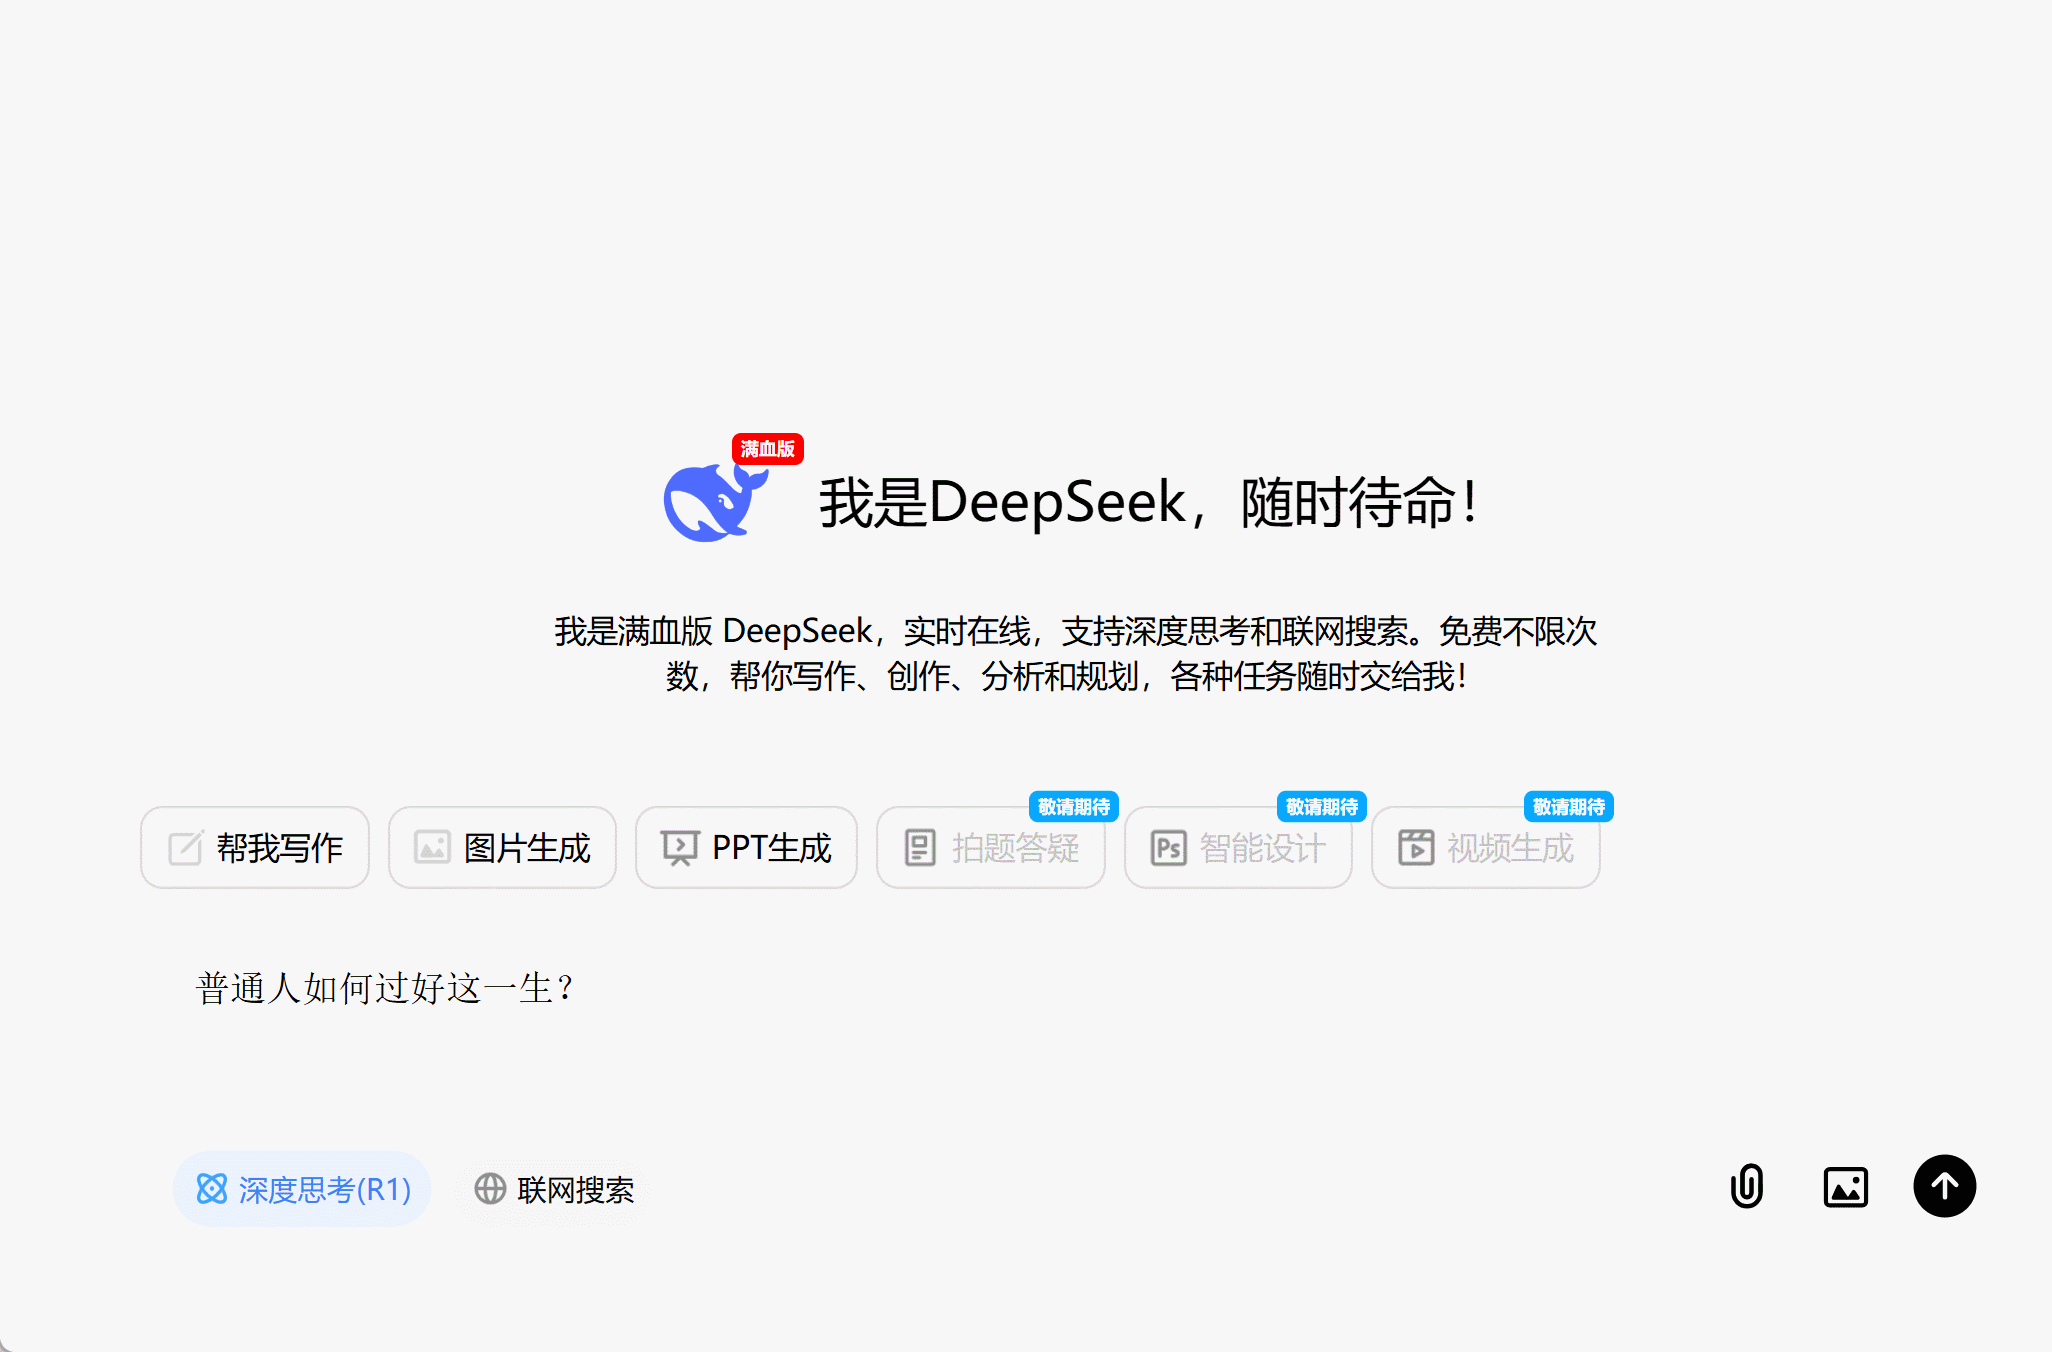 满血版
我是DeepSeek，随时待命！
我是满血版 DeepSeek，实时在线，支持深度思考和联网搜索。免费不限次
数，帮你写作、创作、分析和规划，各种任务随时交给我！
敬请期待 敬请期待 敬请期待
帮我写作 图片生成 PPT生成 拍题答疑 Ps 智能设计 视频生成
普通人如何过好这一生？
深度思考(R1) 联网搜索